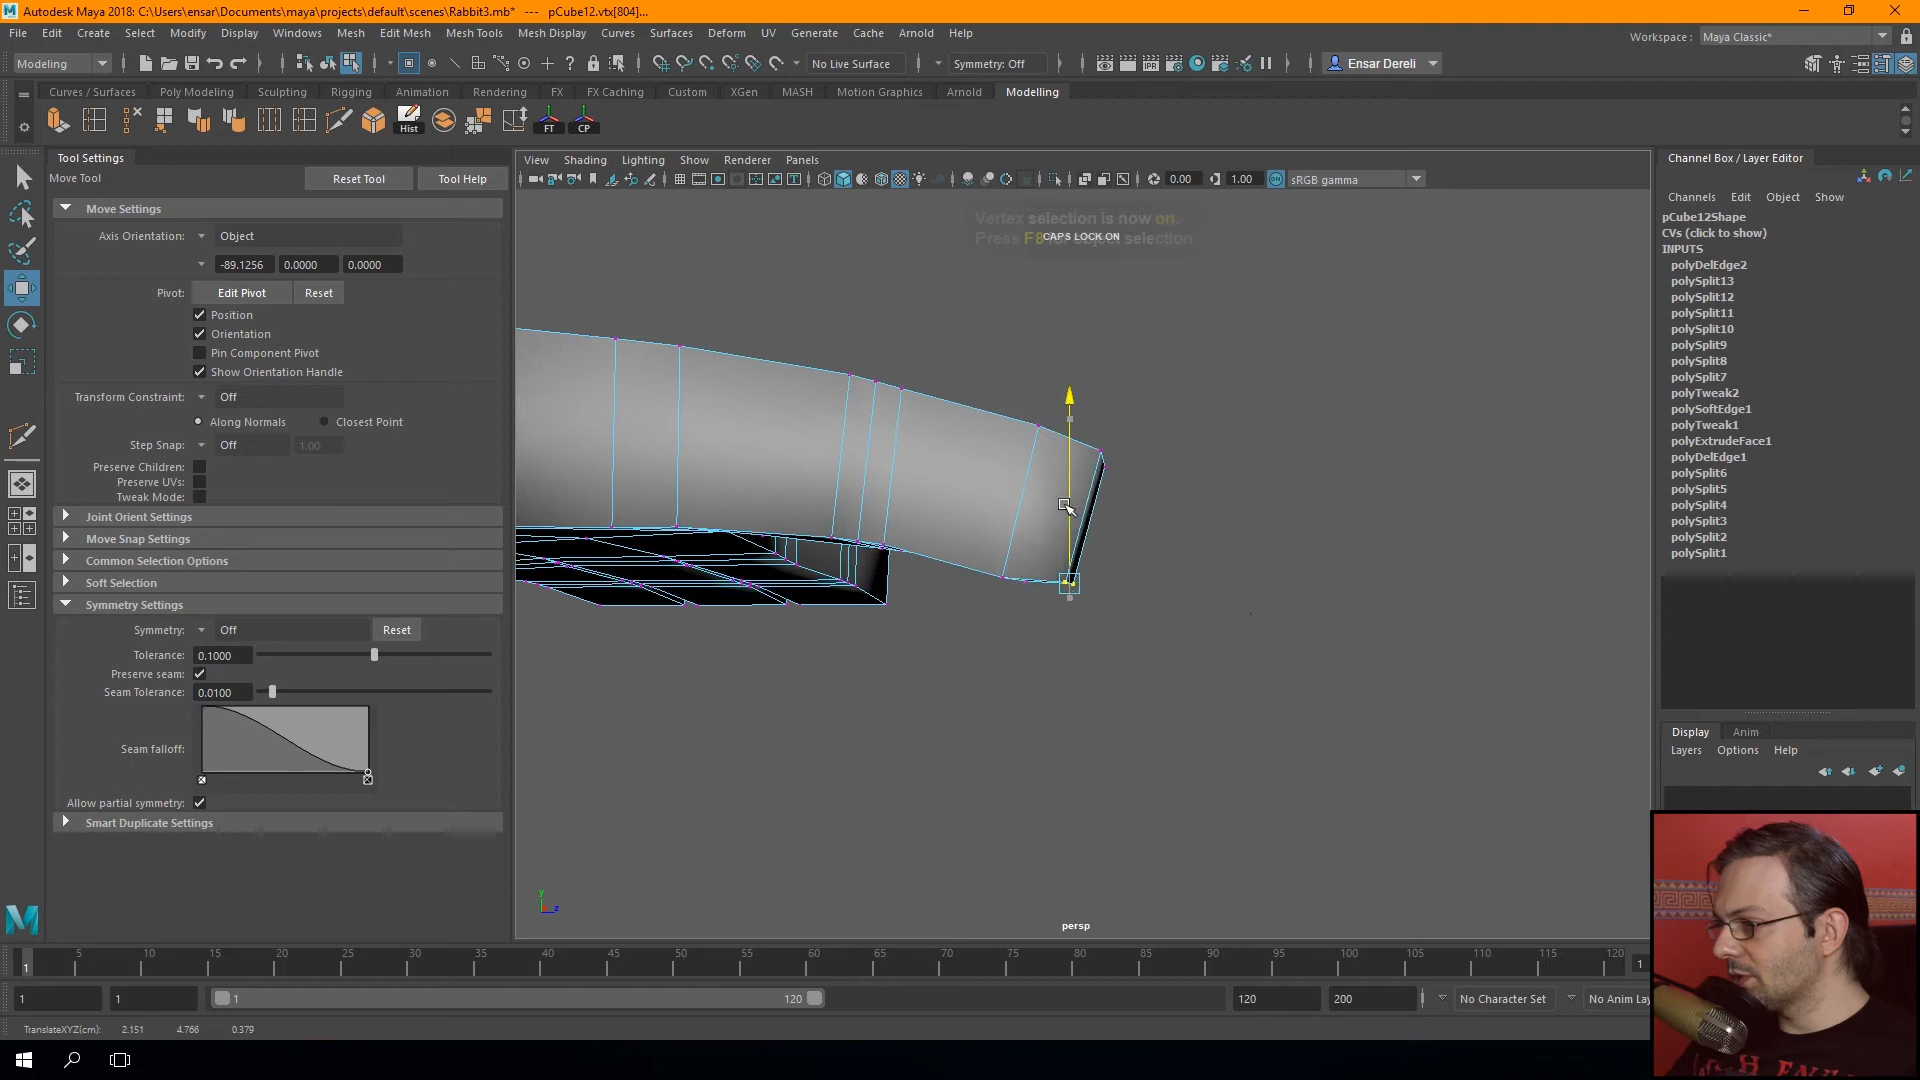 Autodesk Maya 2018: C:\Users\ensar\Documents\maya\projects\default\scenes\Rabbit3.mb* --- pCube12.vtx[804]...
File Edit Create Select Modify Display Windows Mesh Edit Mesh Mesh Tools Mesh Display Curves Surfaces Deform UV Generate Cache Arnold Help
Workspace : Maya Classic*
Modeling No Live Surface Symmetry: Off Ensar Dereli
Curves / Surfaces Poly Modeling Sculpting Rigging Animation Rendering FX FX Caching Custom XGen MASH Motion Graphics Arnold Modelling
Hist FT CP
Tool Settings
Move Tool Reset Tool Tool Help
Move Settings
Axis Orientation: Object
-89.1256 0.0000 0.0000
Pivot: Edit Pivot Reset
Position
Orientation
Pin Component Pivot
Show Orientation Handle
Transform Constraint: Off
Along Normals Closest Point
Step Snap: Off 1.00
Preserve Children:
Preserve UVs:
Tweak Mode:
Joint Orient Settings
Move Snap Settings
Common Selection Options
Soft Selection
Symmetry Settings
Symmetry: Off Reset
Tolerance: 0.1000
Preserve seam:
Seam Tolerance: 0.0100
Seam falloff:
Allow partial symmetry:
Smart Duplicate Settings
View Shading Lighting Show Renderer Panels
0.00 1.00 ON sRGB gamma
Vertex selection is now on.
CAPS LOCK ON
Press F8 for object selection
y
z
persp
Channel Box / Layer Editor
Channels Edit Object Show
pCube12Shape
CVs (click to show)
INPUTS
polyDelEdge2
polySplit13
polySplit12
polySplit11
polySplit10
polySplit9
polySplit8
polySplit7
polyTweak2
polySoftEdge1
polyTweak1
polyExtrudeFace1
polyDelEdge1
polySplit6
polySplit5
polySplit4
polySplit3
polySplit2
polySplit1
Display Anim
Layers Options Help
5 10 15 20 25 30 35 40 45 50 55 60 65 70 75 80 85 90 95 100 105 110 115 120
1 1
1 1 1 120 120 200 No Character Set No Anim Lay
TranslateXYZ(cm): 2.151 4.766 0.379